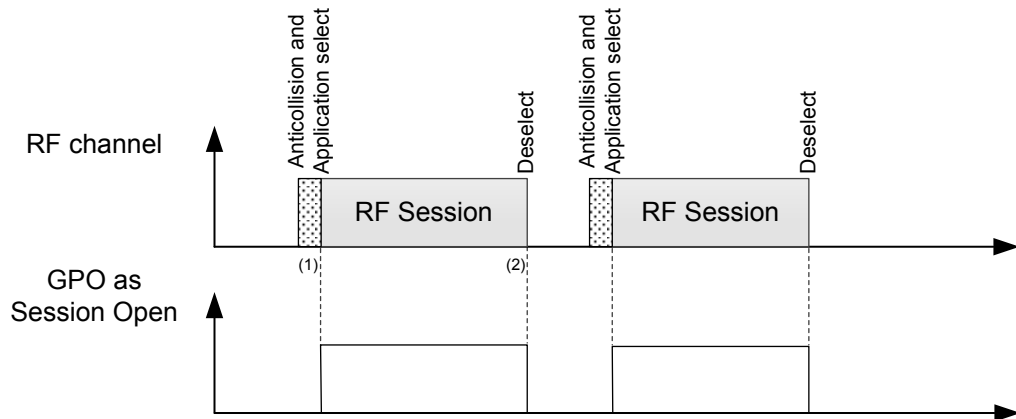 Anticollision and
Application select
Deselect
Anticollision and
Application select
Deselect
RF channel
RF Session
RF Session
(1)
(2)
GPO as
Session Open